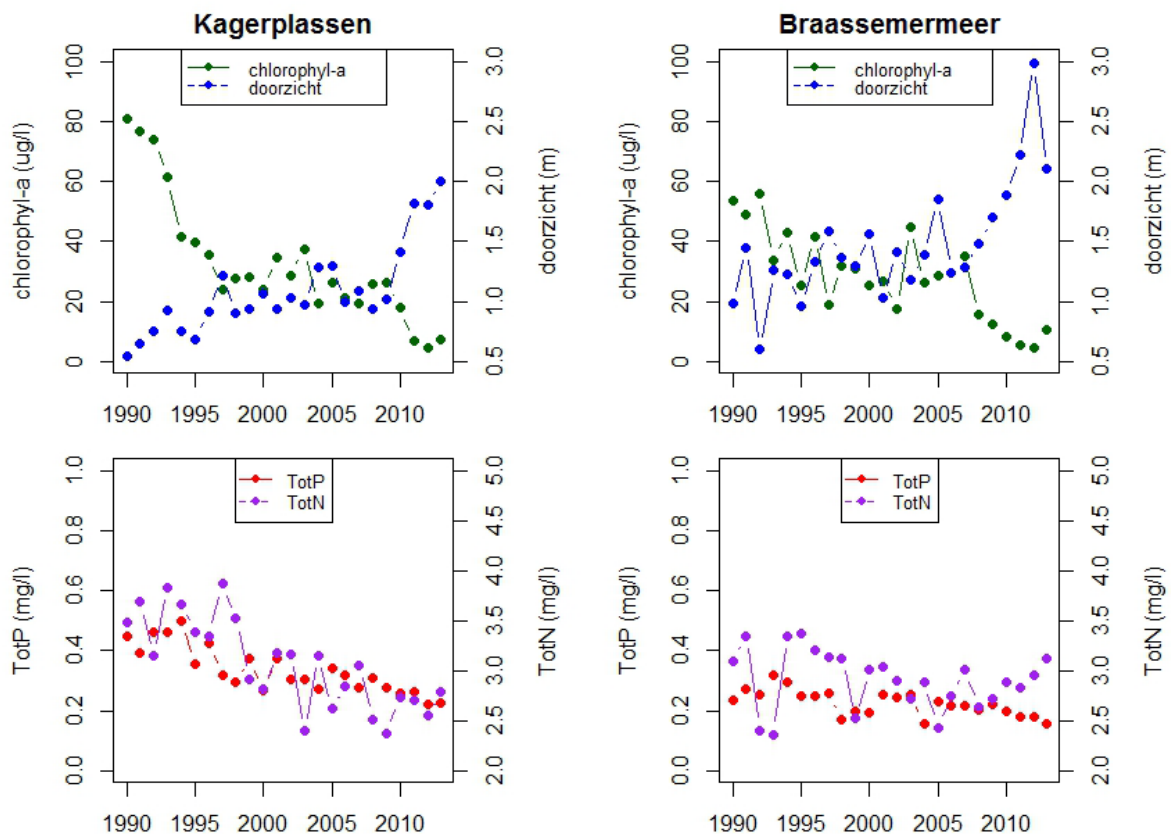 Kagerplassen
chlorophyl-a
doorzicht
chlorophyl-a (ug/l)
100
80
60
40
20
0
doorzicht (m)
3.0
2.5
2.0
1.5
1.0
0.5
1990 1995 2000 2005 2010
Braassemermeer
chlorophyl-a
doorzicht
chlorophyl-a (ug/l)
100
80
60
40
20
0
doorzicht (m)
3.0
2.5
2.0
1.5
1.0
0.5
1990 1995 2000 2005 2010
TotP
TotN
TotP (mg/l)
1.0
0.8
0.6
0.4
0.2
0.0
TotN (mg/l)
5.0
4.5
4.0
3.5
3.0
2.5
2.0
1990 1995 2000 2005 2010
TotP
TotN
TotP (mg/l)
1.0
0.8
0.6
0.4
0.2
0.0
TotN (mg/l)
5.0
4.5
4.0
3.5
3.0
2.5
2.0
1990 1995 2000 2005 2010